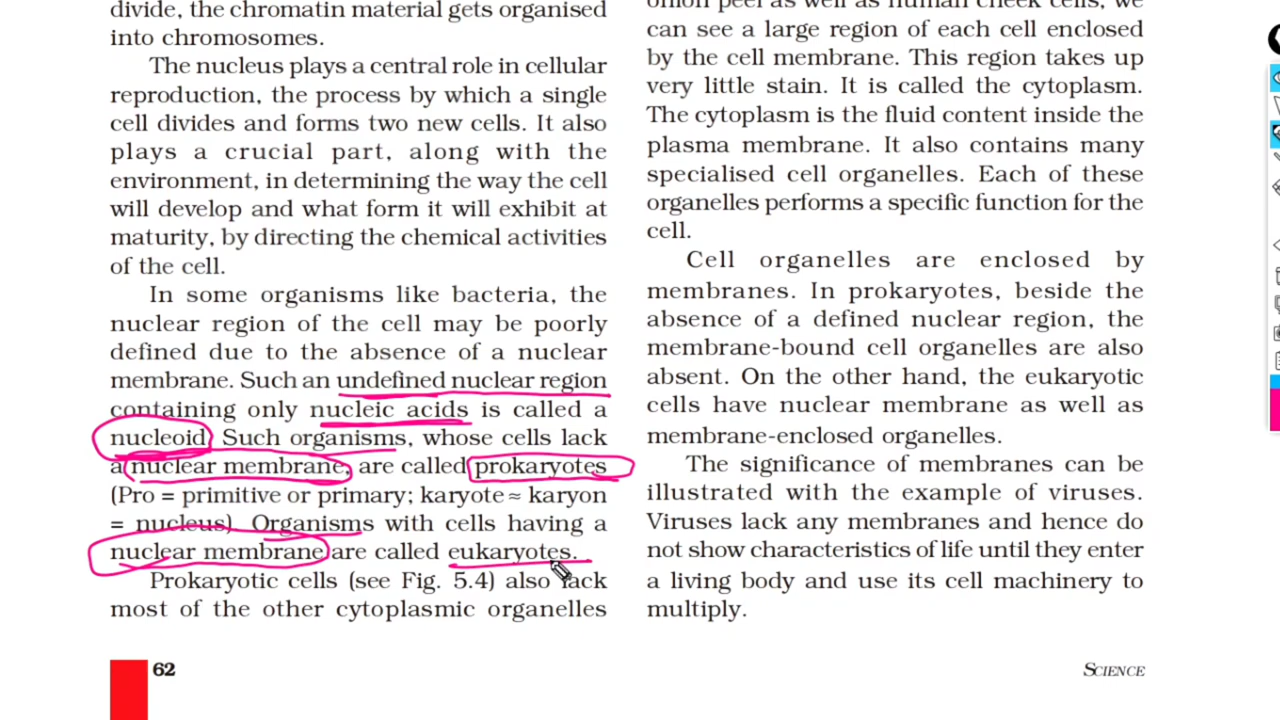 divide, the chromatin material gets organised
into chromosomes.
The nucleus plays a central role in cellular
reproduction, the process by which a single
cell divides and forms two new cells. It also
plays a crucial part, along with the
environment, in determining the way the cell
will develop and what form it will exhibit at
maturity, by directing the chemical activities
of the cell.
In some organisms like bacteria, the
nuclear region of the cell may be poorly
defined due to the absence of a nuclear
membrane. Such an undefined nuclear region
containing only nucleic acids is called a
nucleoid. Such organisms, whose cells lack
a nuclear membrane, are called prokaryotes
(Pro = primitive or primary; karyote ≈ karyon
= nucleus). Organisms with cells having a
nuclear membrane are called eukaryotes.
Prokaryotic cells (see Fig. 5.4) also lack
most of the other cytoplasmic organelles
onion peel as well as human cheek cells, we
can see a large region of each cell enclosed
by the cell membrane. This region takes up
very little stain. It is called the cytoplasm.
The cytoplasm is the fluid content inside the
plasma membrane. It also contains many
specialised cell organelles. Each of these
organelles performs a specific function for the
cell.
Cell organelles are enclosed by
membranes. In prokaryotes, beside the
absence of a defined nuclear region, the
membrane-bound cell organelles are also
absent. On the other hand, the eukaryotic
cells have nuclear membrane as well as
membrane-enclosed organelles.
The significance of membranes can be
illustrated with the example of viruses.
Viruses lack any membranes and hence do
not show characteristics of life until they enter
a living body and use its cell machinery to
multiply.
62
SCIENCE